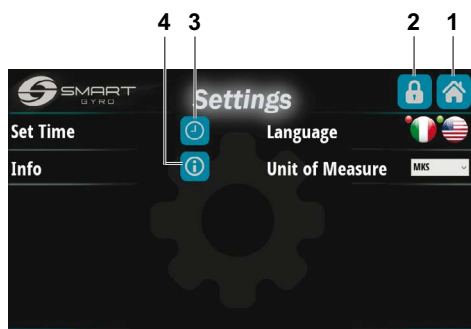 4 3 2 1
SMART
GYRO
Settings
Set Time
Language
Info
Unit of Measure
MKS